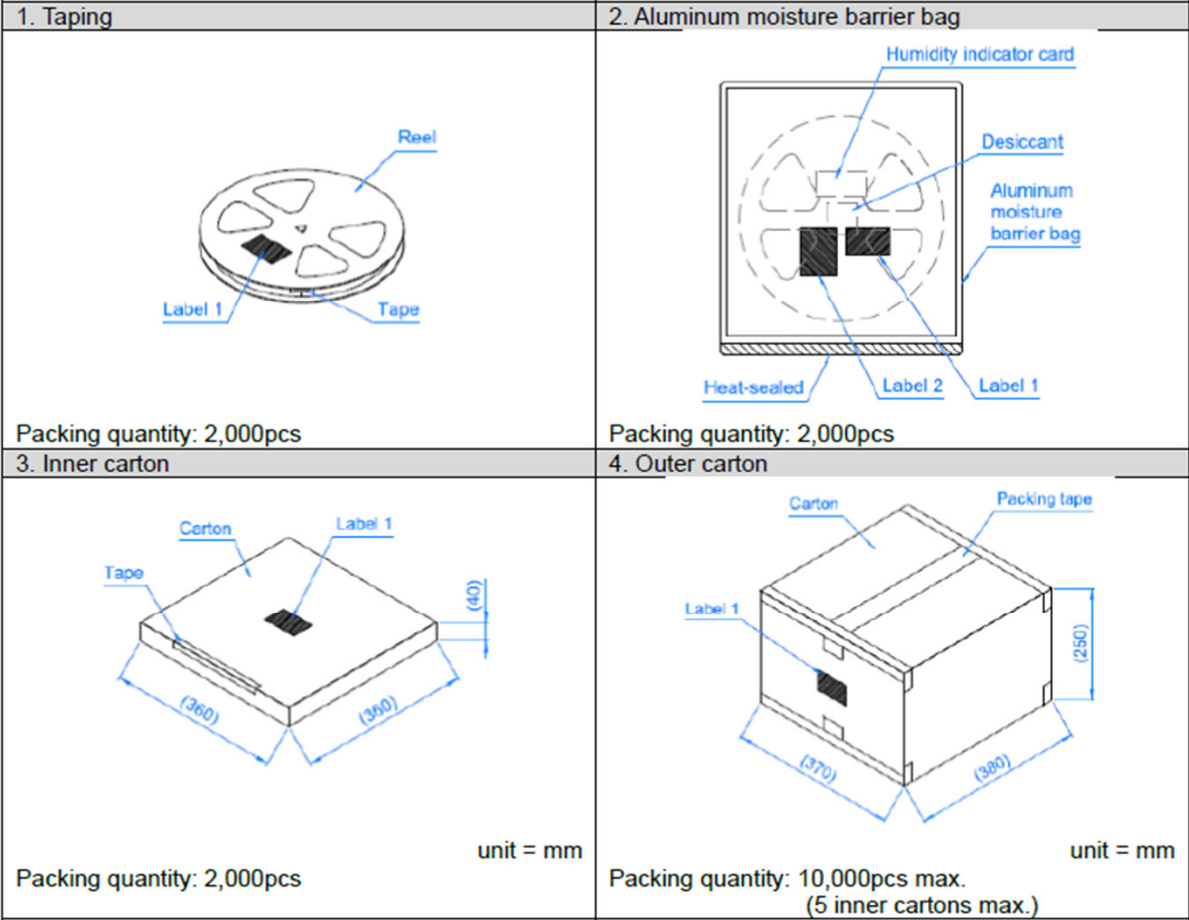 1. Taping
Reel
Label 1
Tape
Packing quantity: 2,000pcs
2. Aluminum moisture barrier bag
Humidity indicator card
Desiccant
Aluminum
moisture
barrier bag
Heat-sealed
Label 2
Label 1
Packing quantity: 2,000pcs
3. Inner carton
Carton
Label 1
Tape
(40)
(360)
(360)
unit = mm
Packing quantity: 2,000pcs
4. Outer carton
Carton
Packing tape
Label 1
(250)
(370)
(380)
unit = mm
Packing quantity: 10,000pcs max.
(5 inner cartons max.)